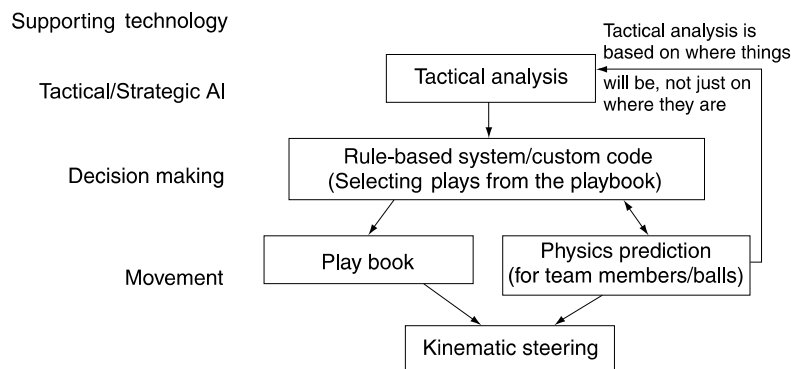 Supporting technology
Tactical analysis is
based on where things
will be, not just on
where they are
Tactical/Strategic AI
Tactical analysis
Decision making
Rule-based system/custom code
(Selecting plays from the playbook)
Movement
Play book
Physics prediction
(for team members/balls)
Kinematic steering